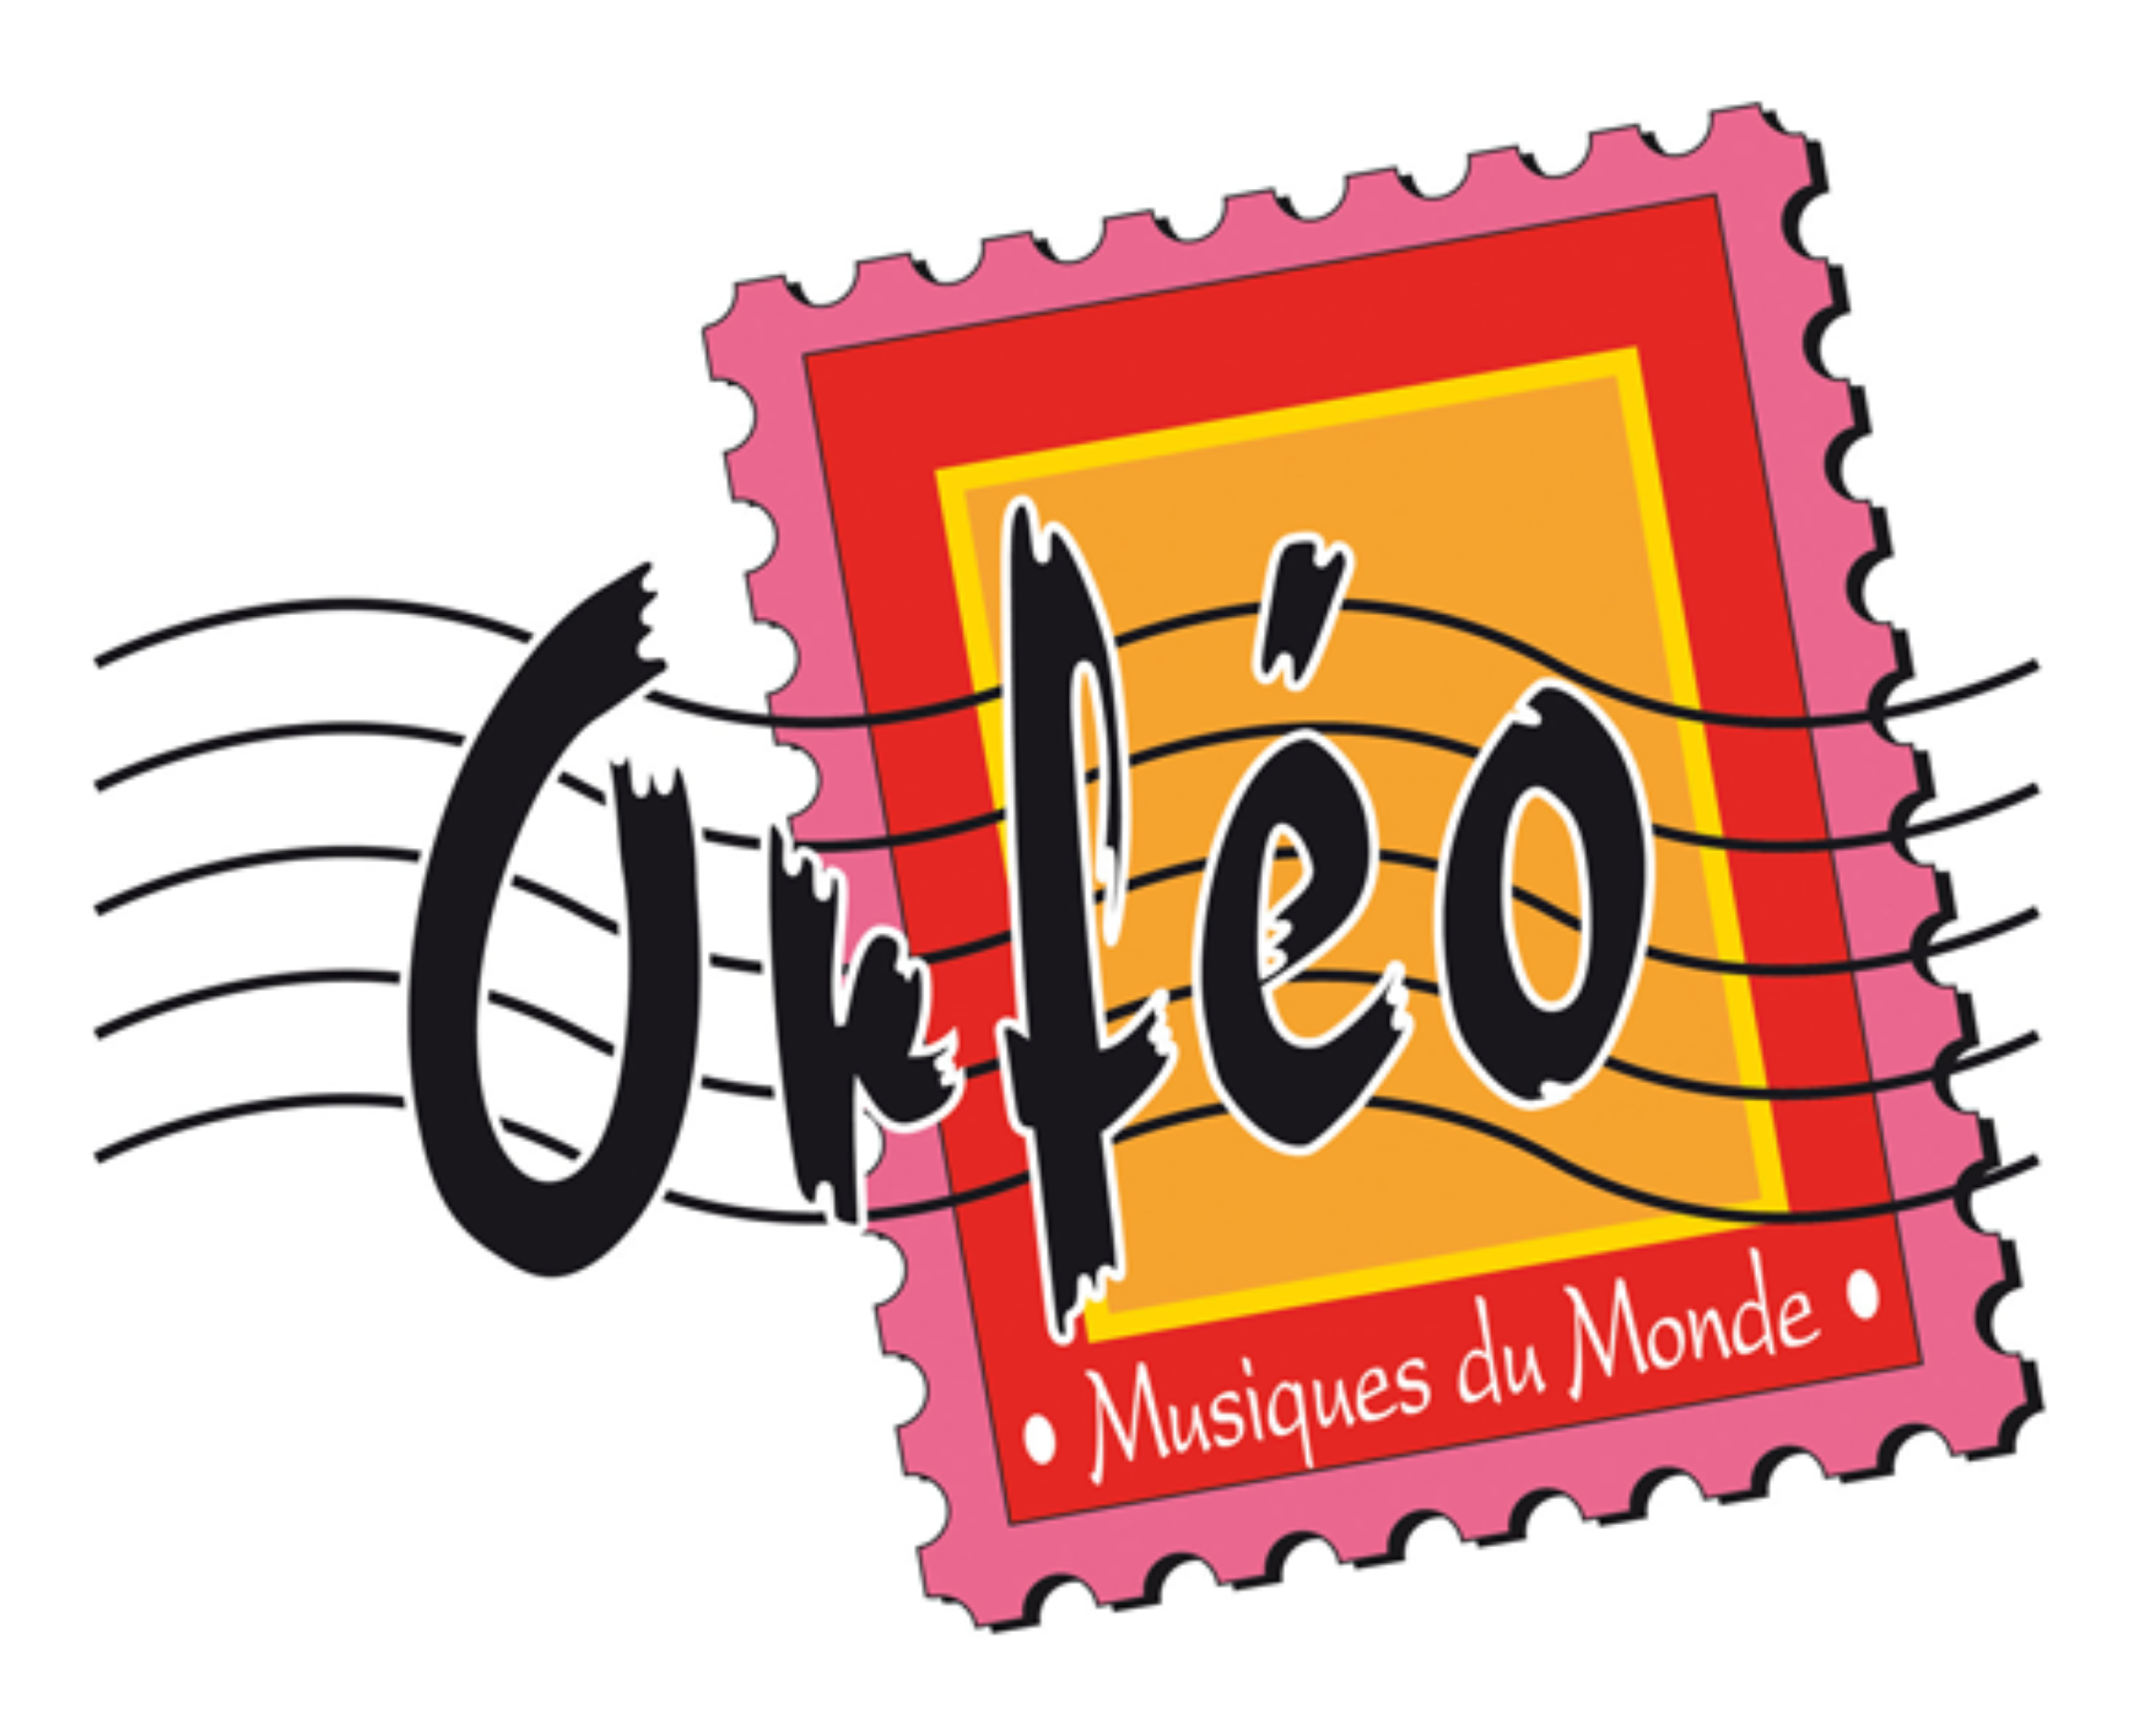 Orféo
• Musiques du Monde •